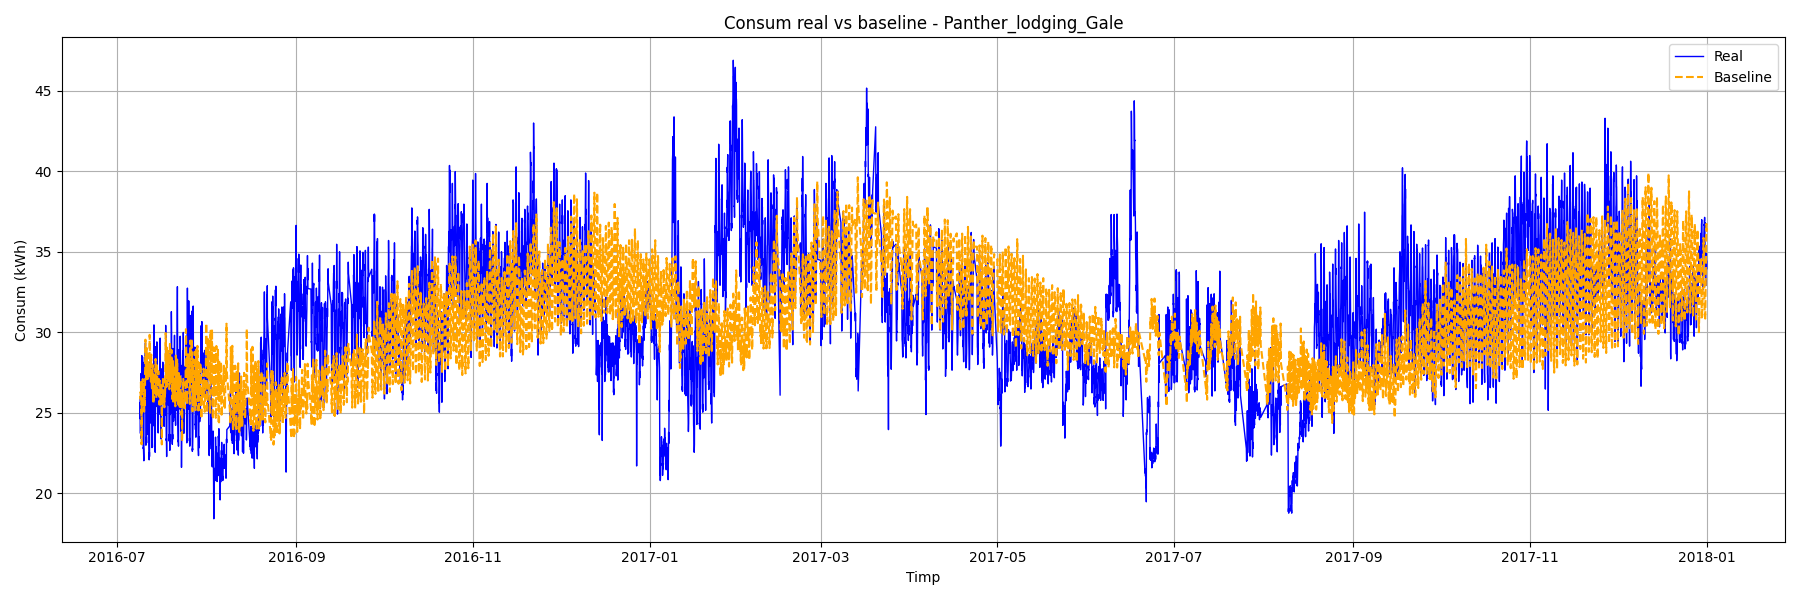 Consum real vs baseline - Panther_lodging_Gale
Real
Baseline
Consum (kWh)
45
40
35
30
25
20
2016-07 2016-09 2016-11 2017-01 2017-03 2017-05 2017-07 2017-09 2017-11 2018-01
Timp